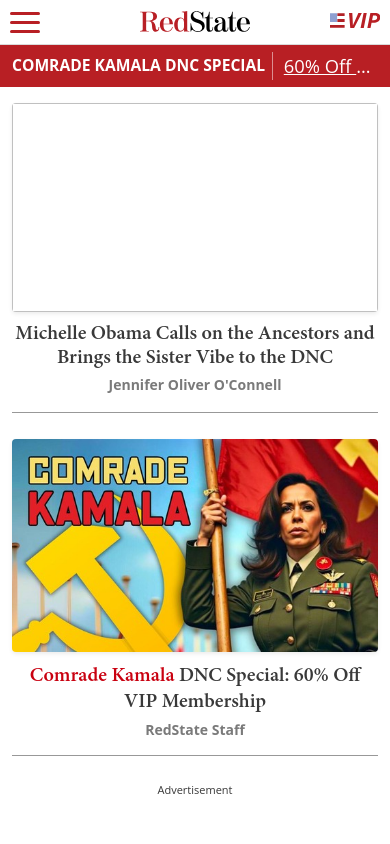 RedState
VIP
COMRADE KAMALA DNC SPECIAL
60% Off ...
Michelle Obama Calls on the Ancestors and
Brings the Sister Vibe to the DNC
Jennifer Oliver O'Connell
COMRADE
KAMALA
Comrade Kamala DNC Special: 60% Off
VIP Membership
RedState Staff
Advertisement